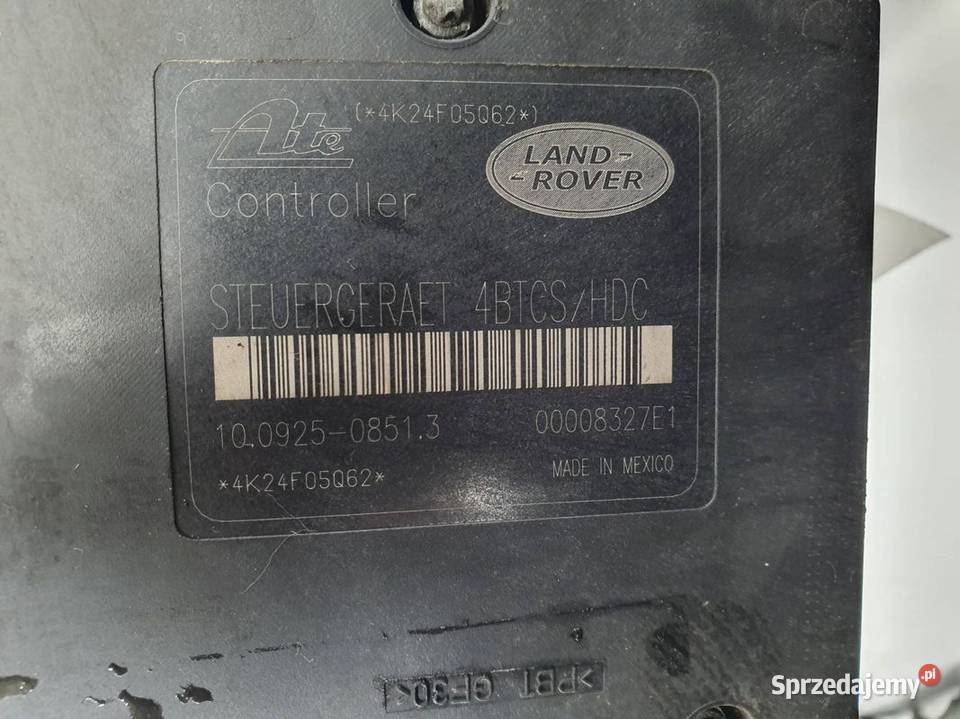 (*4K24F05Q62*)
Ate
LAND-
-ROVER
Controller
STEUERGERAET 4BTCS/HDC
10.0925-0851.3
00008327E1
*4K24F05Q62*
MADE IN MEXICO
>PBT GF30<
Sprzedajemy.pl